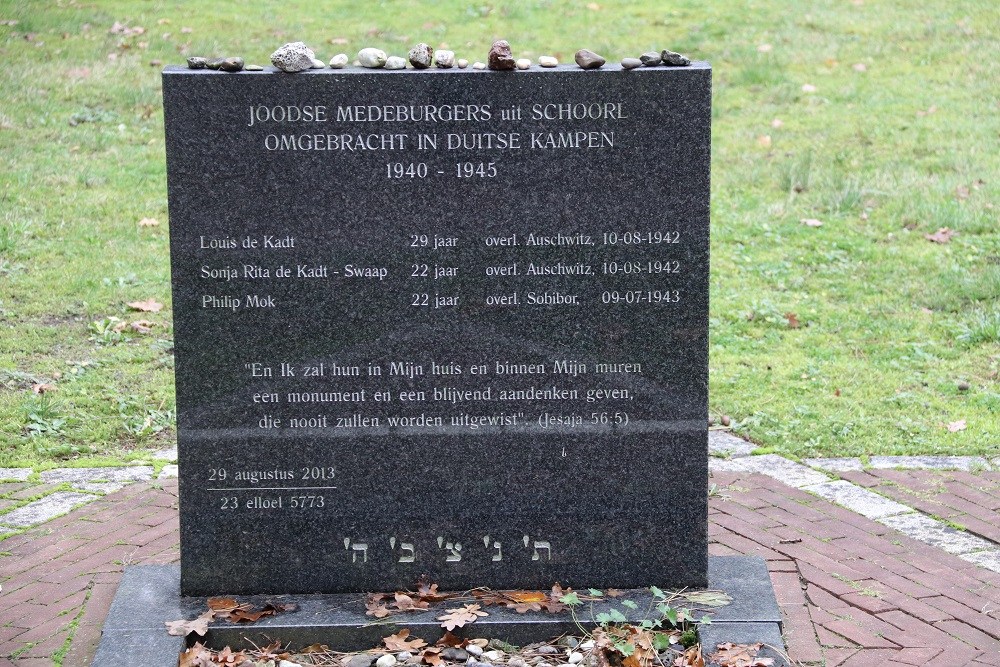 JOODSE MEDEBURGERS uit SCHOORL
OMGEBRACHT IN DUITSE KAMPEN
1940 - 1945
Louis de Kadt 29 jaar overl. Auschwitz, 10-08-1942
Sonja Rita de Kadt - Swaap 22 jaar overl. Auschwitz, 10-08-1942
Philip Mok 22 jaar overl. Sobibor, 09-07-1943
"En Ik zal hun in Mijn huis en binnen Mijn muren
een monument en een blijvend aandenken geven,
die nooit zullen worden uitgewist". (Jesaja 56:5)
29 augustus 2013
23 elloel 5773
ת' נ' צ' ב' ה'